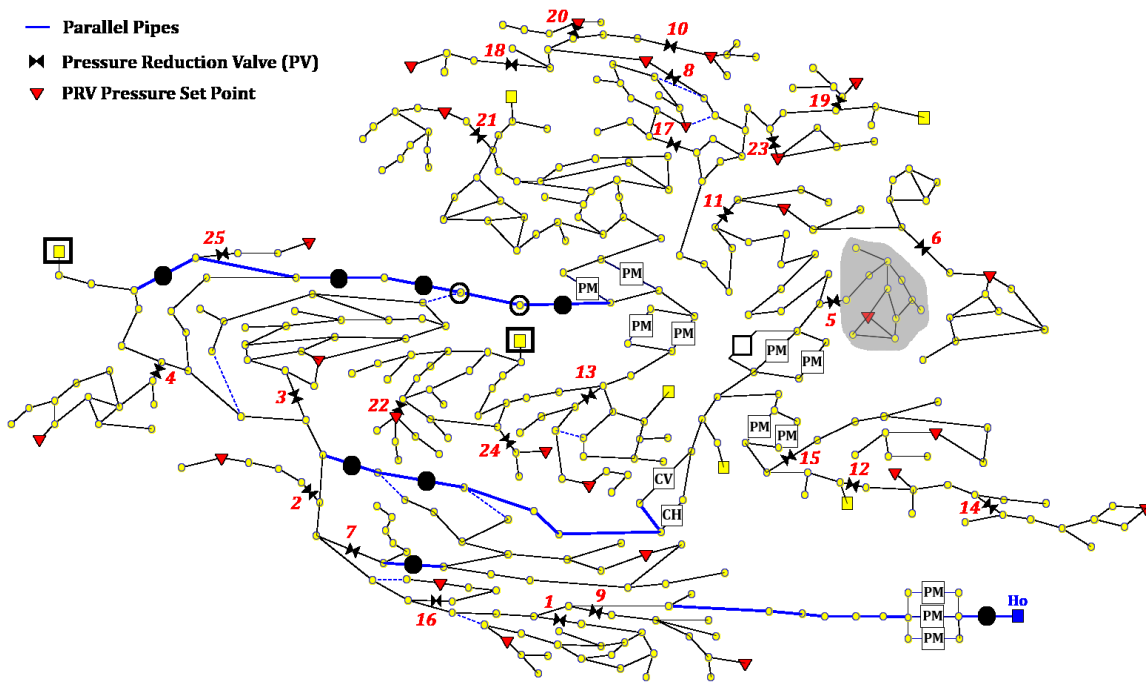 20
10
Parallel Pipes
18
Pressure Reduction Valve (PV)
8
PRV Pressure Set Point
19
21
17
23
11
25
6
PM
PM
5
PM
PM
PM
PM
4
13
3
22
PM
PM
24
15
12
CV
2
14
CH
7
PM
Ho
1
9
PM
16
PM